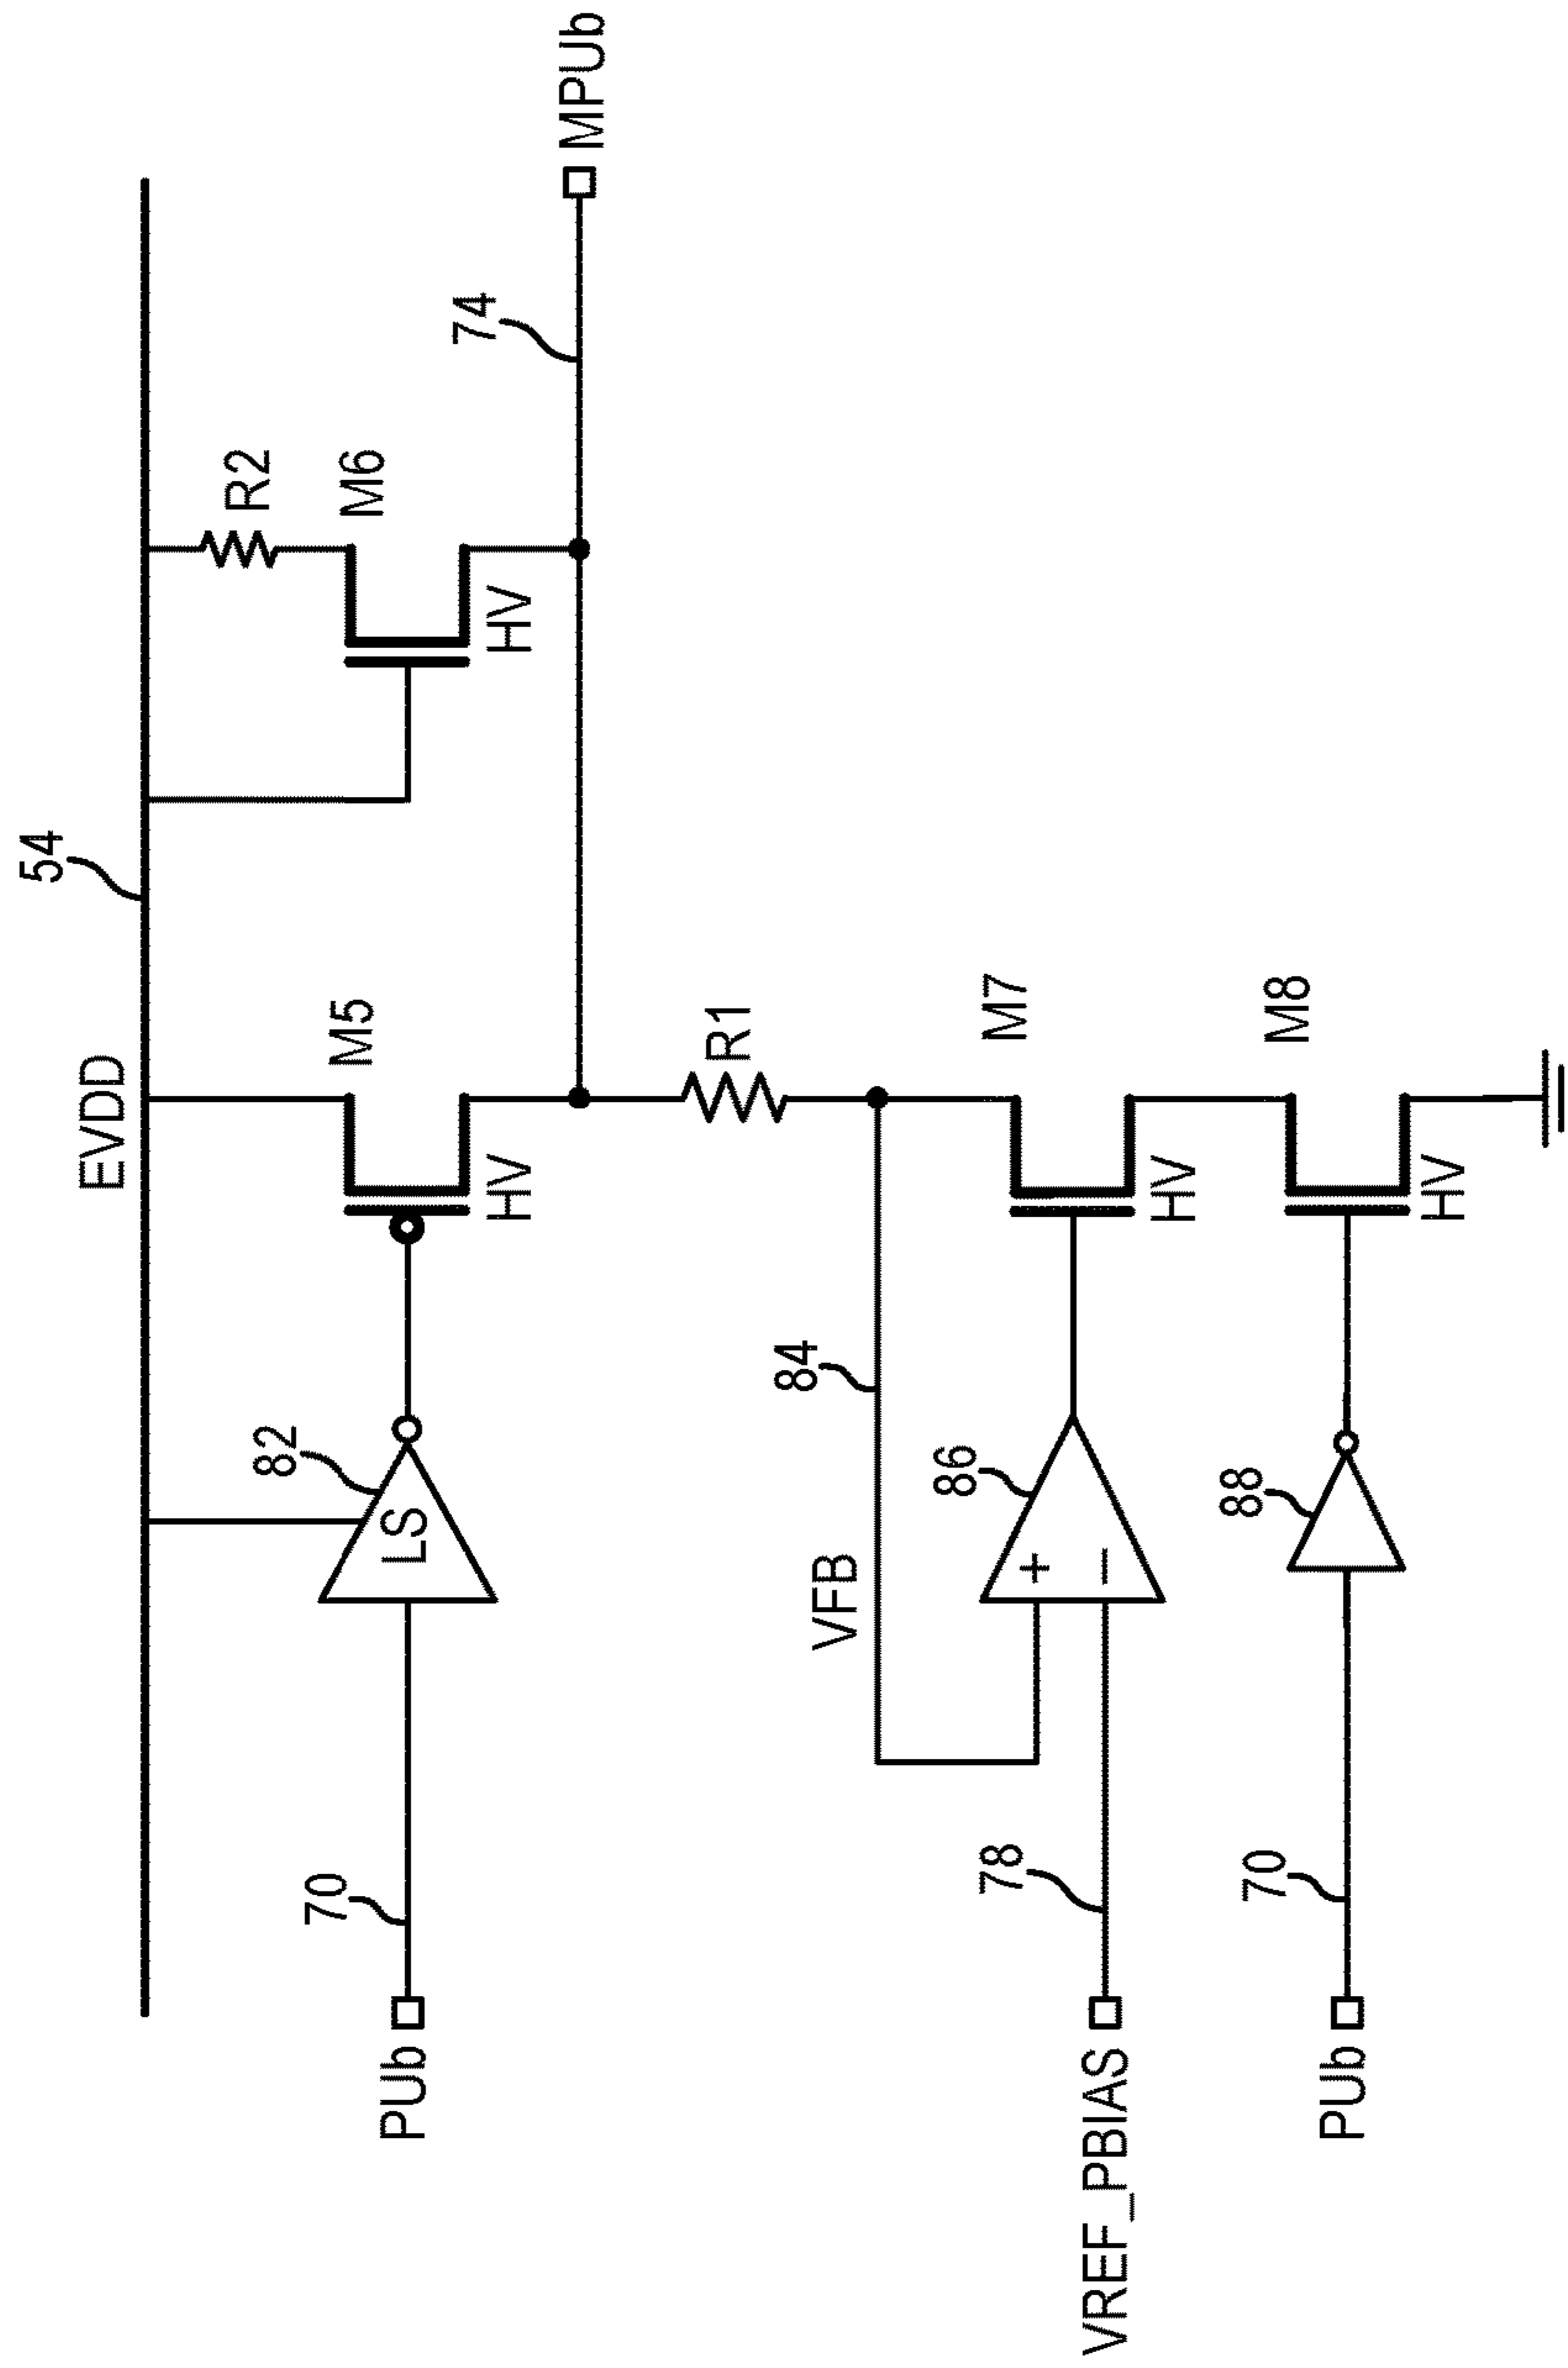 54
EVDD
R2
M6
HV
MPUb
74
M5
HV
82
LS
70
PUb
R1
84
VFB
M7
HV
86
+
−
78
VREF_PBIAS
M8
HV
88
70
PUb